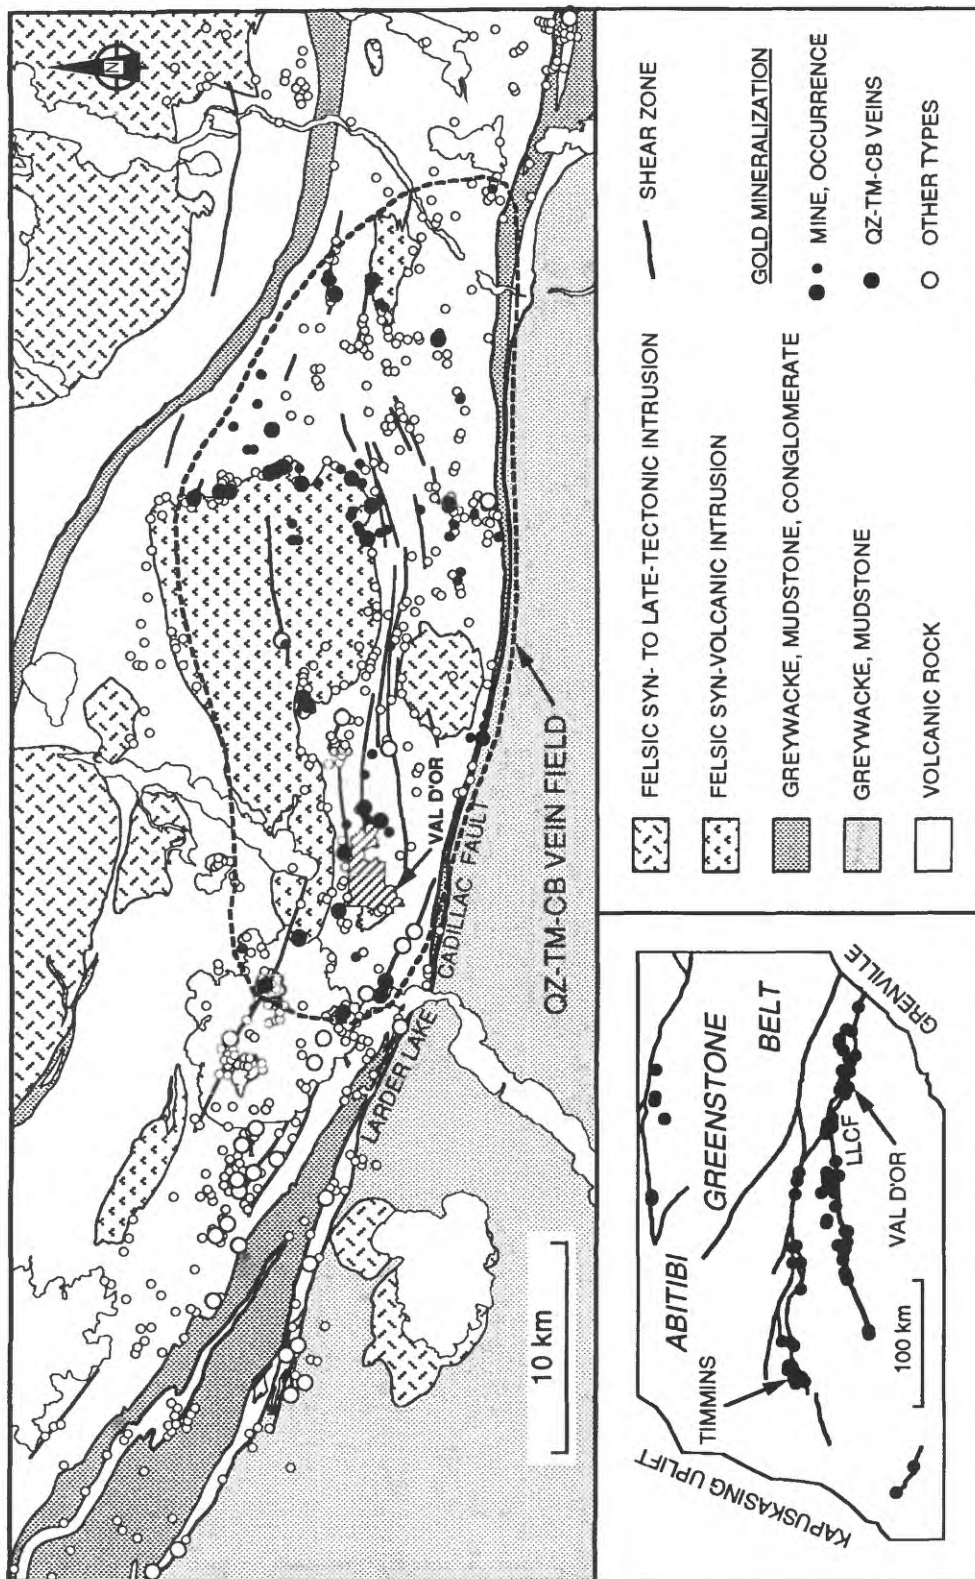 N
LARDER LAKE
CADILLAC FAULT
VAL D'OR
QZ-TM-CB VEIN FIELD
10 km
KAPUSKASING UPLIFT
TIMMINS
ABITIBI
GREENSTONE
BELT
LLCF
VAL D'OR
GRENVILLE
100 km
FELSIC SYN- TO LATE-TECTONIC INTRUSION
FELSIC SYN-VOLCANIC INTRUSION
GREYWACKE, MUDSTONE, CONGLOMERATE
GREYWACKE, MUDSTONE
VOLCANIC ROCK
SHEAR ZONE
GOLD MINERALIZATION
MINE, OCCURRENCE
QZ-TM-CB VEINS
OTHER TYPES